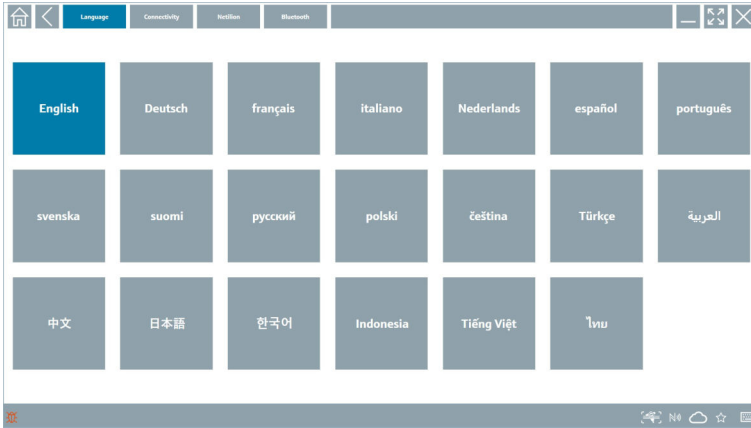 Language Connectivity Netilion Bluetooth
English Deutsch français italiano Nederlands español português
svenska suomi русский polski čeština Türkçe العربية
中文 日本語 한국어 Indonesia Tiếng Việt ไทย